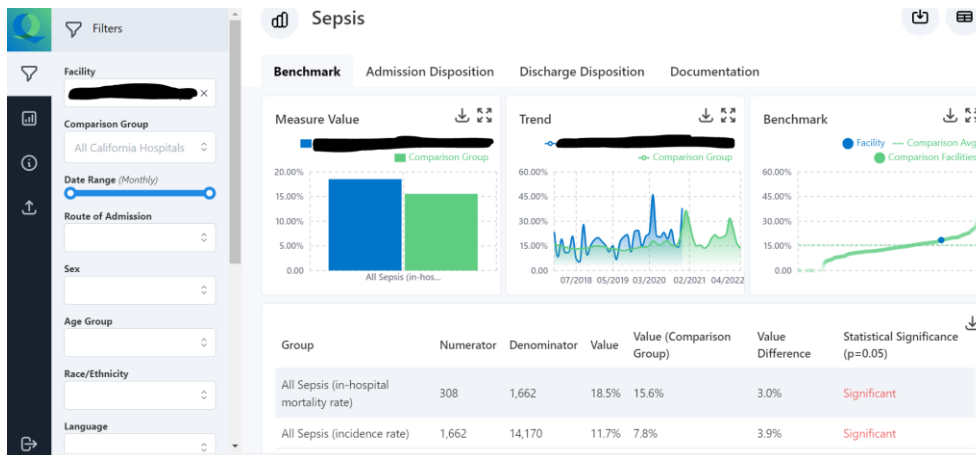 Sepsis
Filters
Facility
Comparison Group
All California Hospitals
Date Range (Monthly)
Route of Admission
Sex
Age Group
Race/Ethnicity
Language
Benchmark Admission Disposition Discharge Disposition Documentation
Measure Value
Comparison Group
20.00%
15.00%
10.00%
5.00%
0.00
All Sepsis (in-hos...
Trend
Comparison Group
60.00%
45.00%
30.00%
15.00%
0.00
07/2018 05/2019 03/2020 02/2021 04/2022
Benchmark
Facility Comparison Avg
Comparison Facilities
60.00%
45.00%
30.00%
15.00%
0.00
Group Numerator Denominator Value Value (Comparison Group) Value Difference Statistical Significance (p=0.05)
All Sepsis (in-hospital mortality rate) 308 1,662 18.5% 15.6% 3.0% Significant
All Sepsis (incidence rate) 1,662 14,170 11.7% 7.8% 3.9% Significant